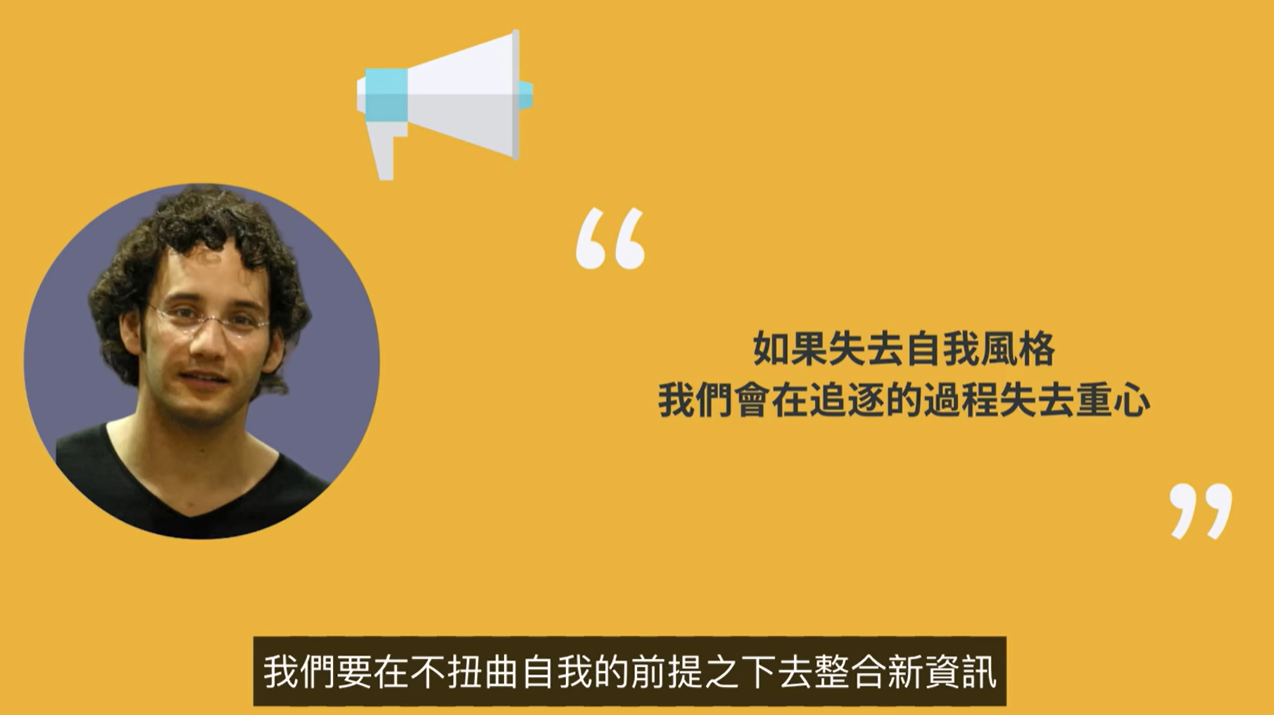 如果失去自我風格
我們會在追逐的過程失去重心
我們要在不扭曲自我的前提之下去整合新資訊